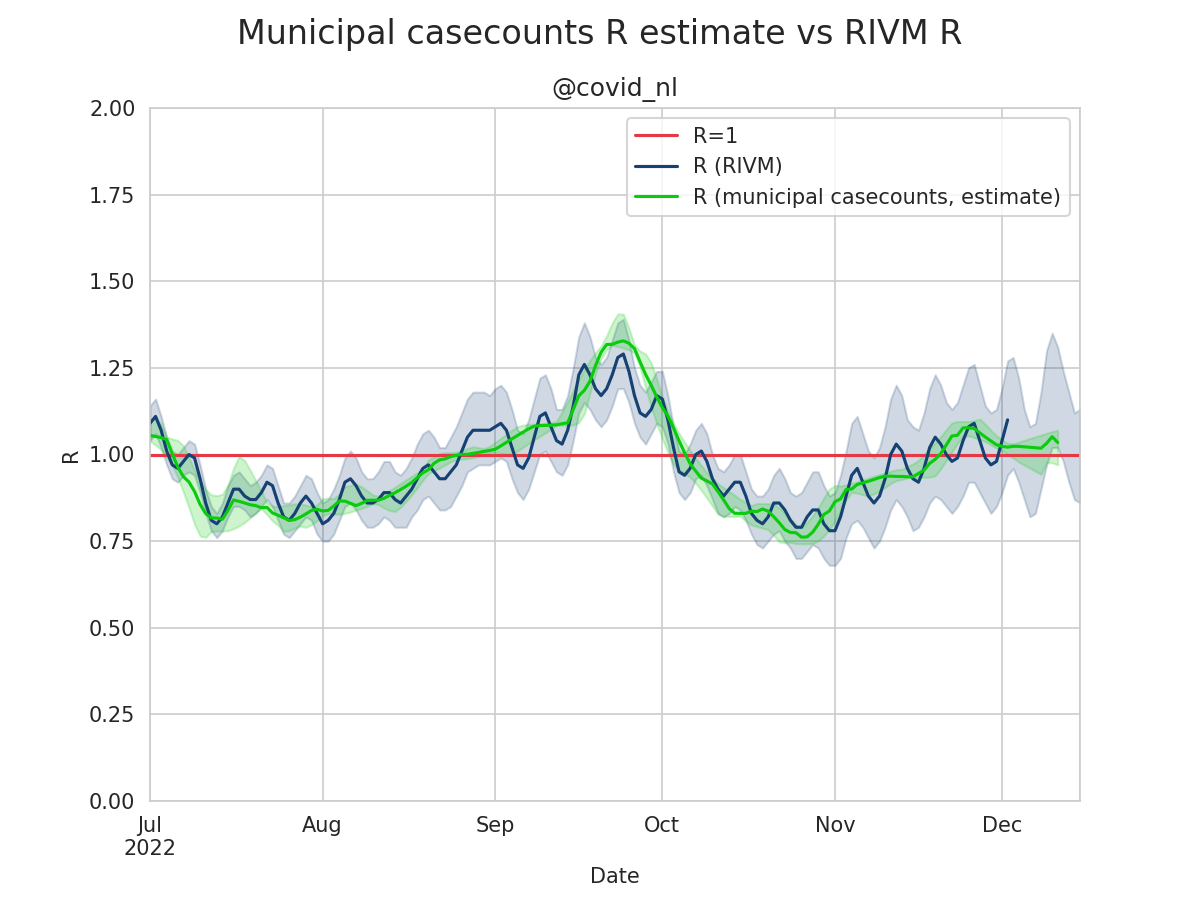 Municipal casecounts R estimate vs RIVM R
@covid_nl
R=1
R (RIVM)
R (municipal casecounts, estimate)
2.00
1.75
1.50
1.25
1.00
0.75
0.50
0.25
0.00
R
Jul Aug Sep Oct Nov Dec
2022
Date